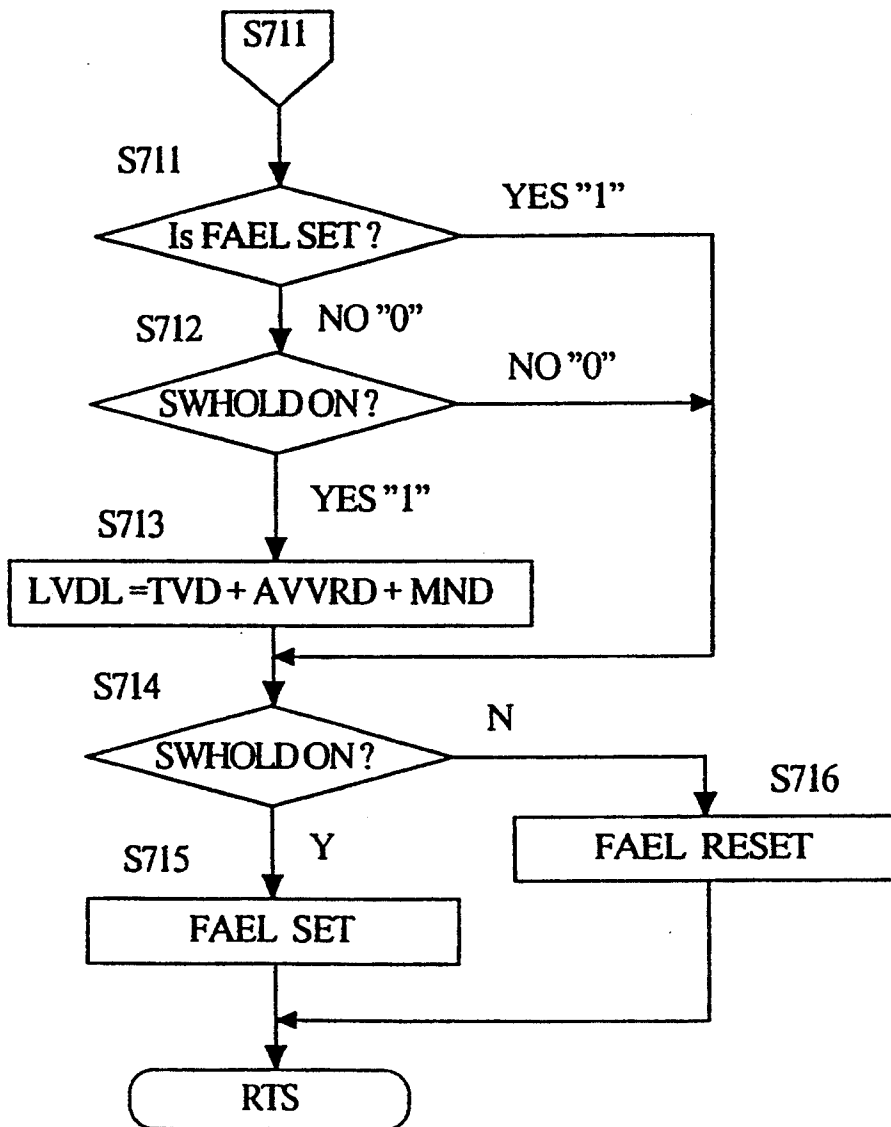 S711
S711
YES "1"
Is FAEL SET ?
NO "0"
S712
NO "0"
SWHOLD ON ?
YES "1"
S713
LVDL = TVD + AVVRD + MND
S714
N
SWHOLD ON ?
S716
Y
FAEL RESET
S715
FAEL SET
RTS